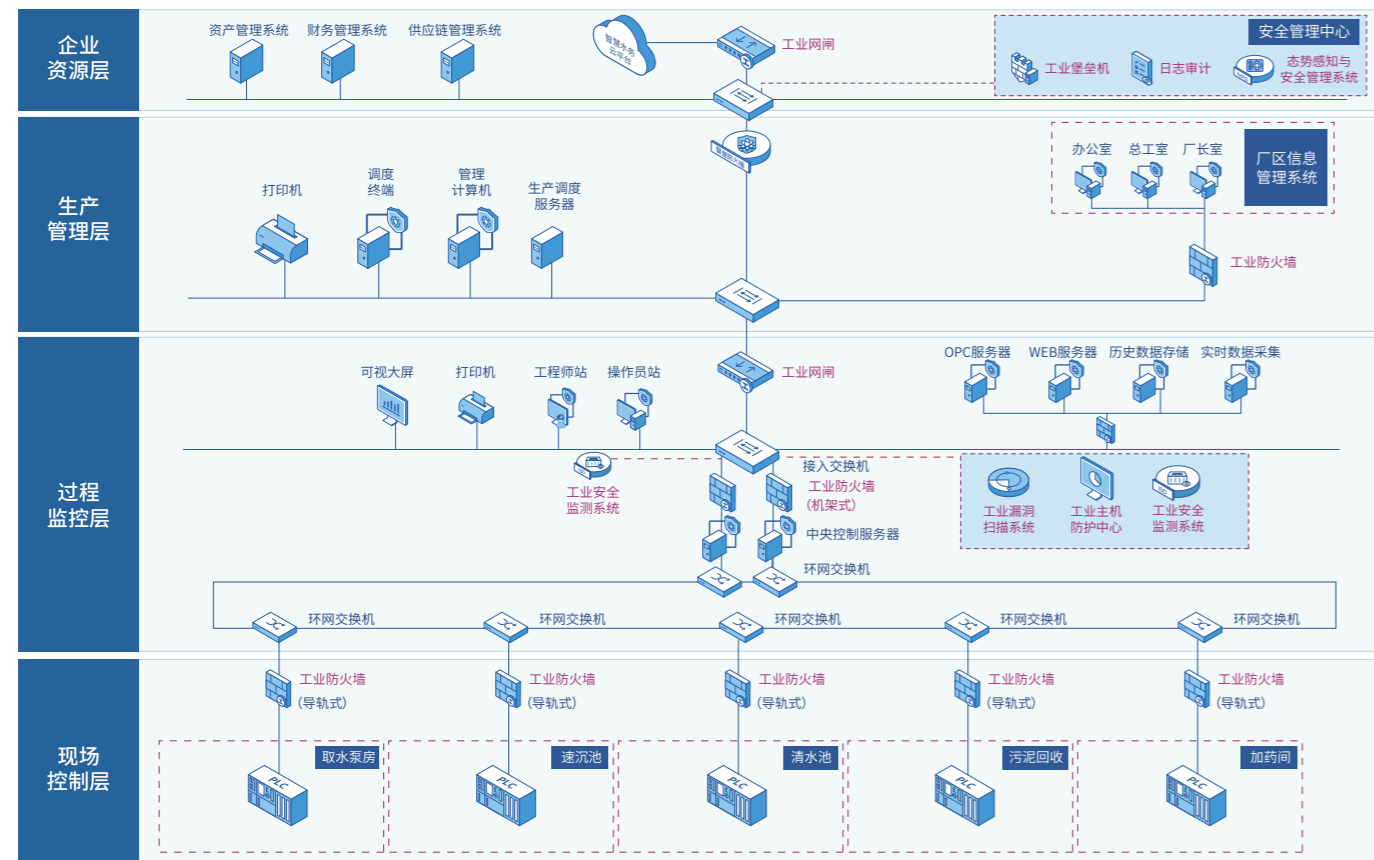 企业
资源层
资产管理系统
财务管理系统
供应链管理系统
智慧水务
云平台
工业网闸
安全管理中心
工业堡垒机
日志审计
态势感知与
安全管理系统
生产
管理层
打印机
调度
终端
管理
计算机
生产调度
服务器
智慧防火墙
办公室
总工室
厂长室
厂区信息
管理系统
工业防火墙
过程
监控层
可视大屏
打印机
工程师站
操作员站
工业网闸
OPC服务器
WEB服务器
历史数据存储
实时数据采集
工业安全
监测系统
接入交换机
工业防火墙
（机架式）
中央控制服务器
环网交换机
工业漏洞
扫描系统
工业主机
防护中心
工业安全
监测系统
环网交换机
环网交换机
环网交换机
环网交换机
环网交换机
现场
控制层
工业防火墙
（导轨式）
工业防火墙
（导轨式）
工业防火墙
（导轨式）
工业防火墙
（导轨式）
工业防火墙
（导轨式）
取水泵房
PLC
速沉池
PLC
清水池
PLC
污泥回收
PLC
加药间
PLC